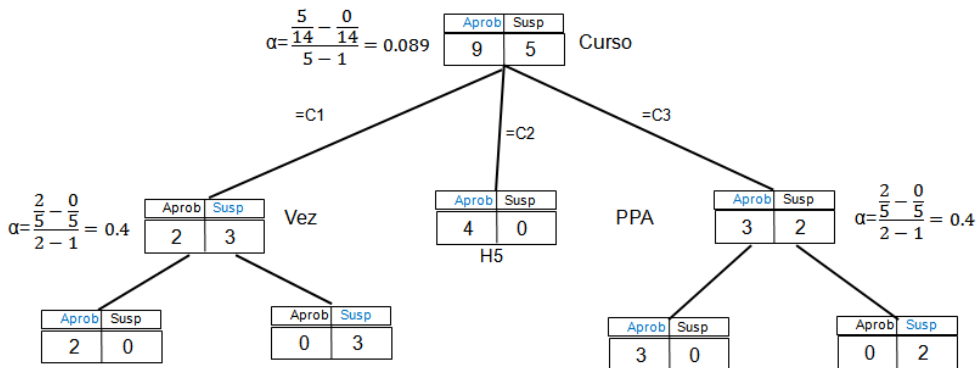 α= (5/14 − 0/14) / (5 − 1) = 0.089
Aprob Susp
9 5
Curso
=C1
=C2
=C3
α= (2/5 − 0/5) / (2 − 1) = 0.4
Aprob Susp
2 3
Vez
Aprob Susp
4 0
H5
PPA
Aprob Susp
3 2
α= (2/5 − 0/5) / (2 − 1) = 0.4
Aprob Susp
2 0
Aprob Susp
0 3
Aprob Susp
3 0
Aprob Susp
0 2